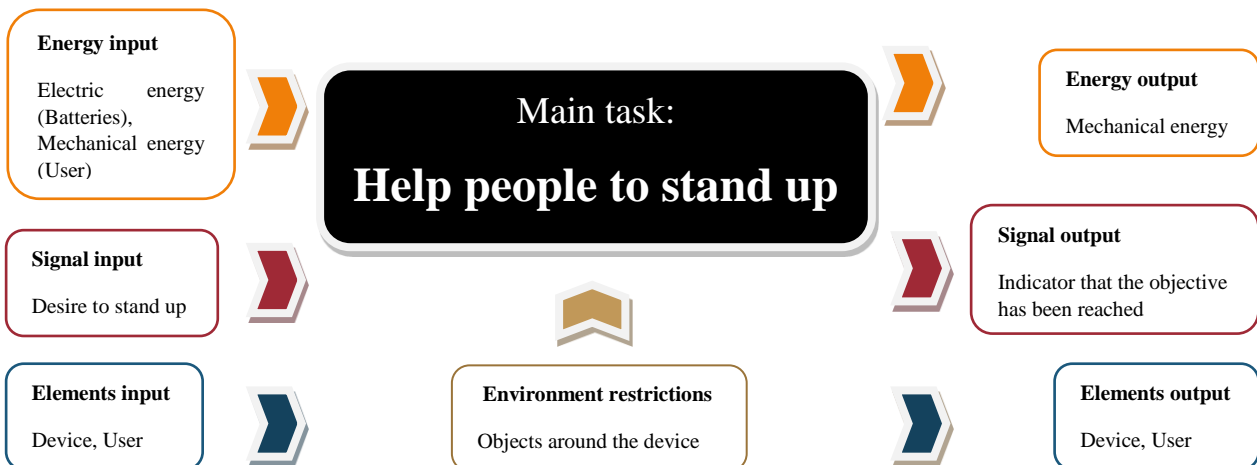 Energy input
Electric energy
(Batteries),
Mechanical energy
(User)
Main task:
Help people to stand up
Energy output
Mechanical energy
Signal input
Desire to stand up
Signal output
Indicator that the objective
has been reached
Elements input
Device, User
Environment restrictions
Objects around the device
Elements output
Device, User